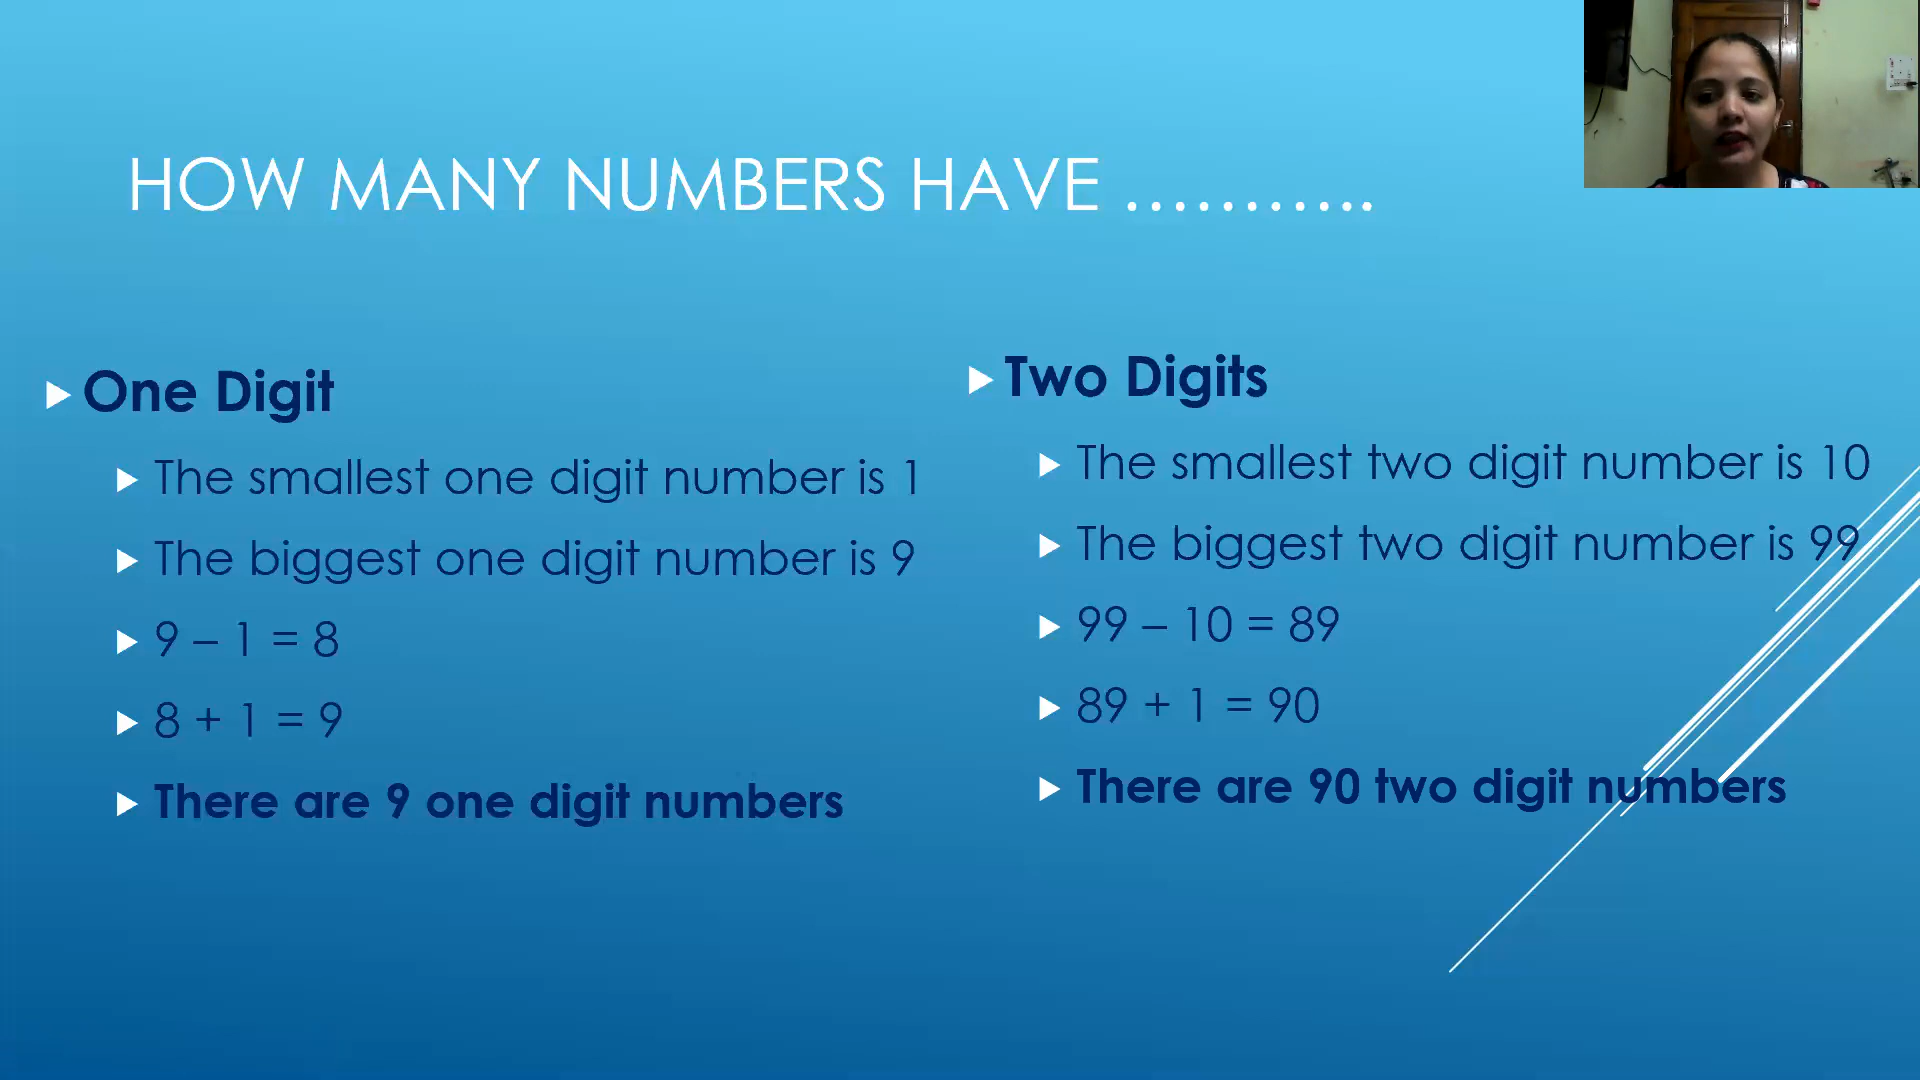 HOW MANY NUMBERS HAVE ...........
One Digit
The smallest one digit number is 1
The biggest one digit number is 9
9 – 1 = 8
8 + 1 = 9
There are 9 one digit numbers
Two Digits
The smallest two digit number is 10
The biggest two digit number is 99
99 – 10 = 89
89 + 1 = 90
There are 90 two digit numbers